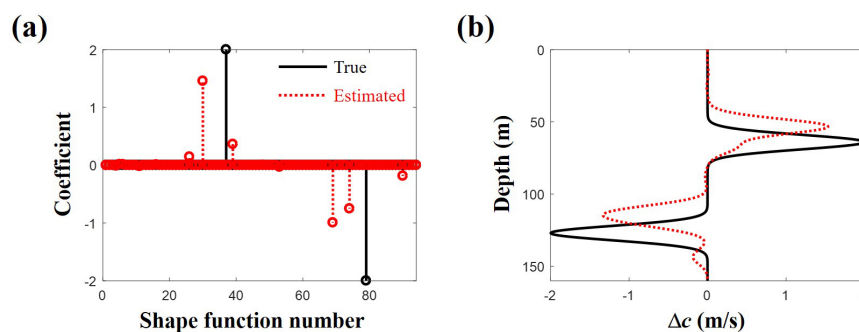 (a)
2
1
0
-1
-2
0
20
40
60
80
Coefficient
Shape function number
True
Estimated
(b)
0
50
100
150
-2
-1
0
1
Depth (m)
Δc (m/s)